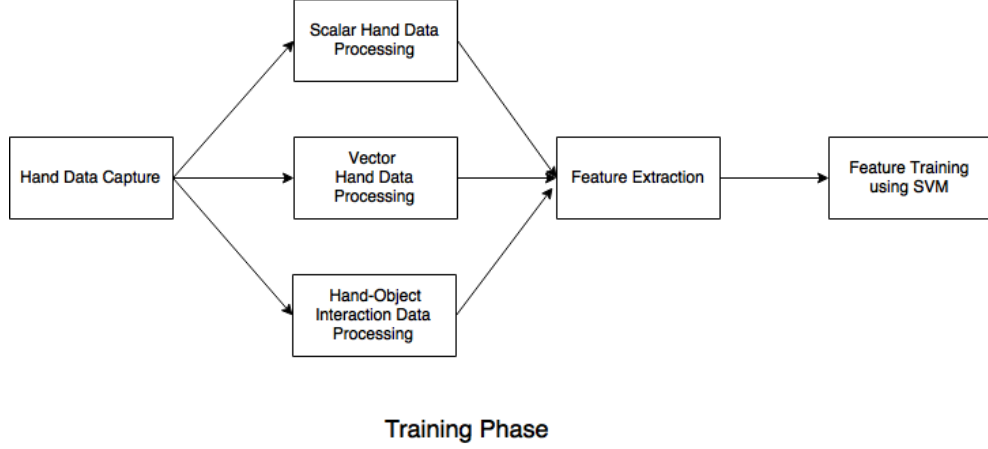 Scalar Hand Data
Processing
Hand Data Capture
Vector
Hand Data
Processing
Hand-Object
Interaction Data
Processing
Feature Extraction
Feature Training
using SVM
Training Phase